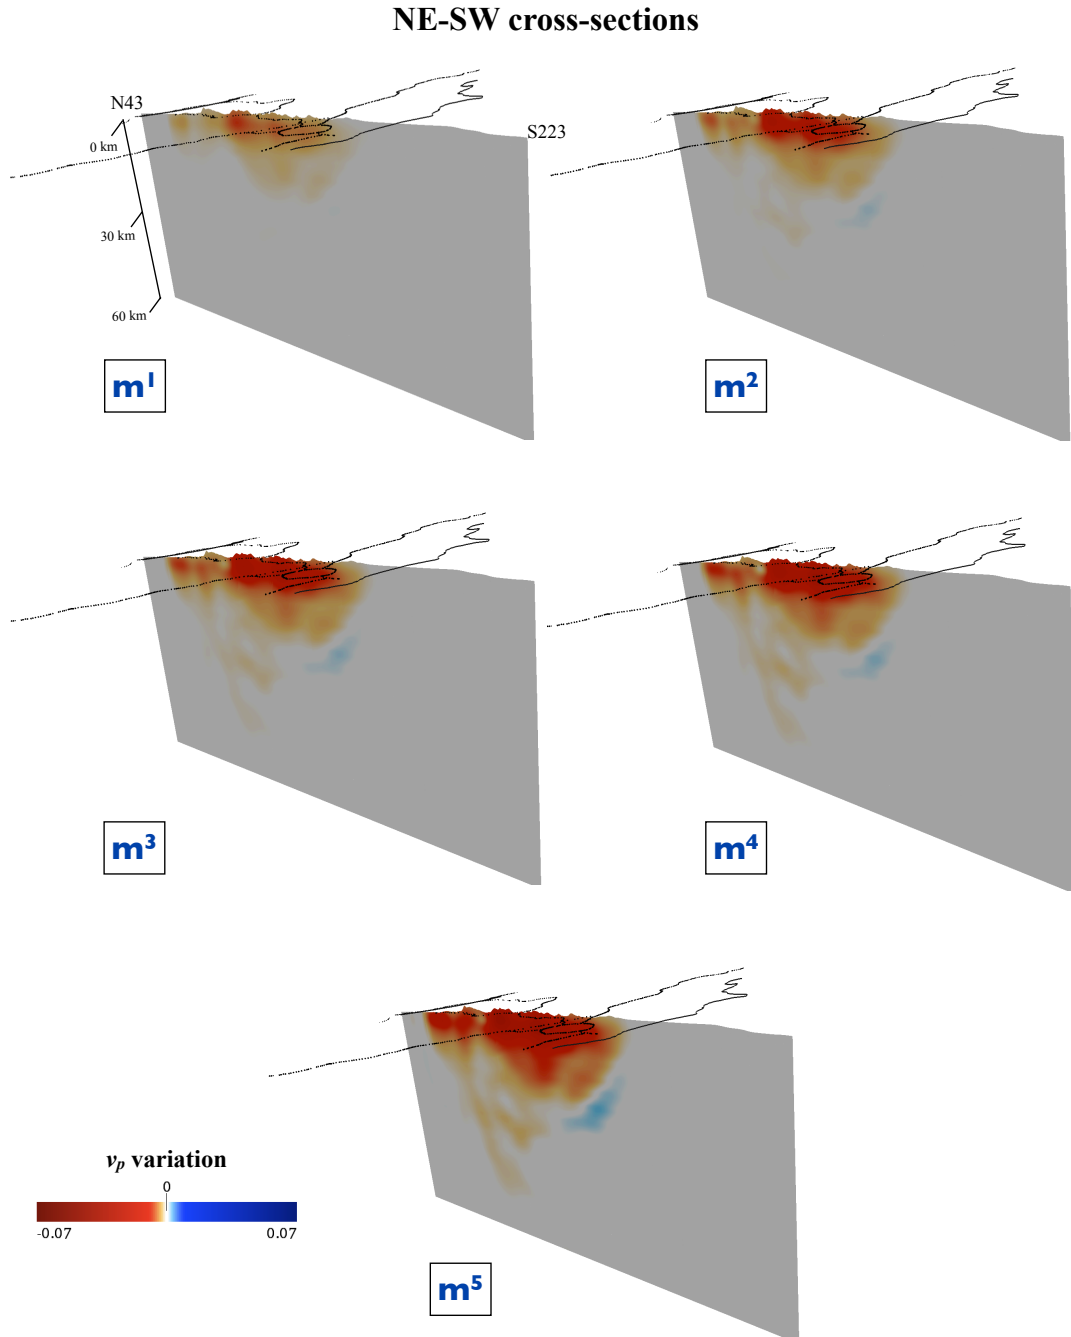 NE-SW cross-sections
N43
S223
0 km
30 km
60 km
m¹
m²
m³
m⁴
vₚ variation
0
-0.07
0.07
m⁵